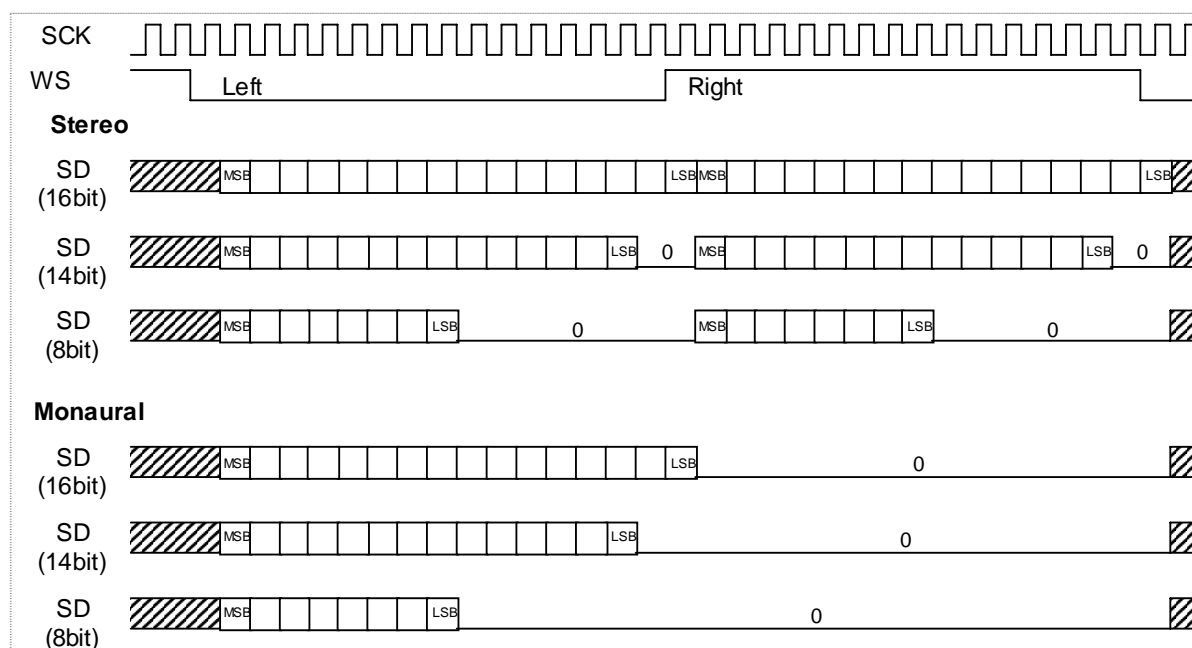 SCK
WS
Left
Right
Stereo
SD
(16bit)
MSB
LSB
MSB
LSB
SD
(14bit)
MSB
LSB
0
MSB
LSB
0
SD
(8bit)
MSB
LSB
0
MSB
LSB
0
Monaural
SD
(16bit)
MSB
LSB
0
SD
(14bit)
MSB
LSB
0
SD
(8bit)
MSB
LSB
0